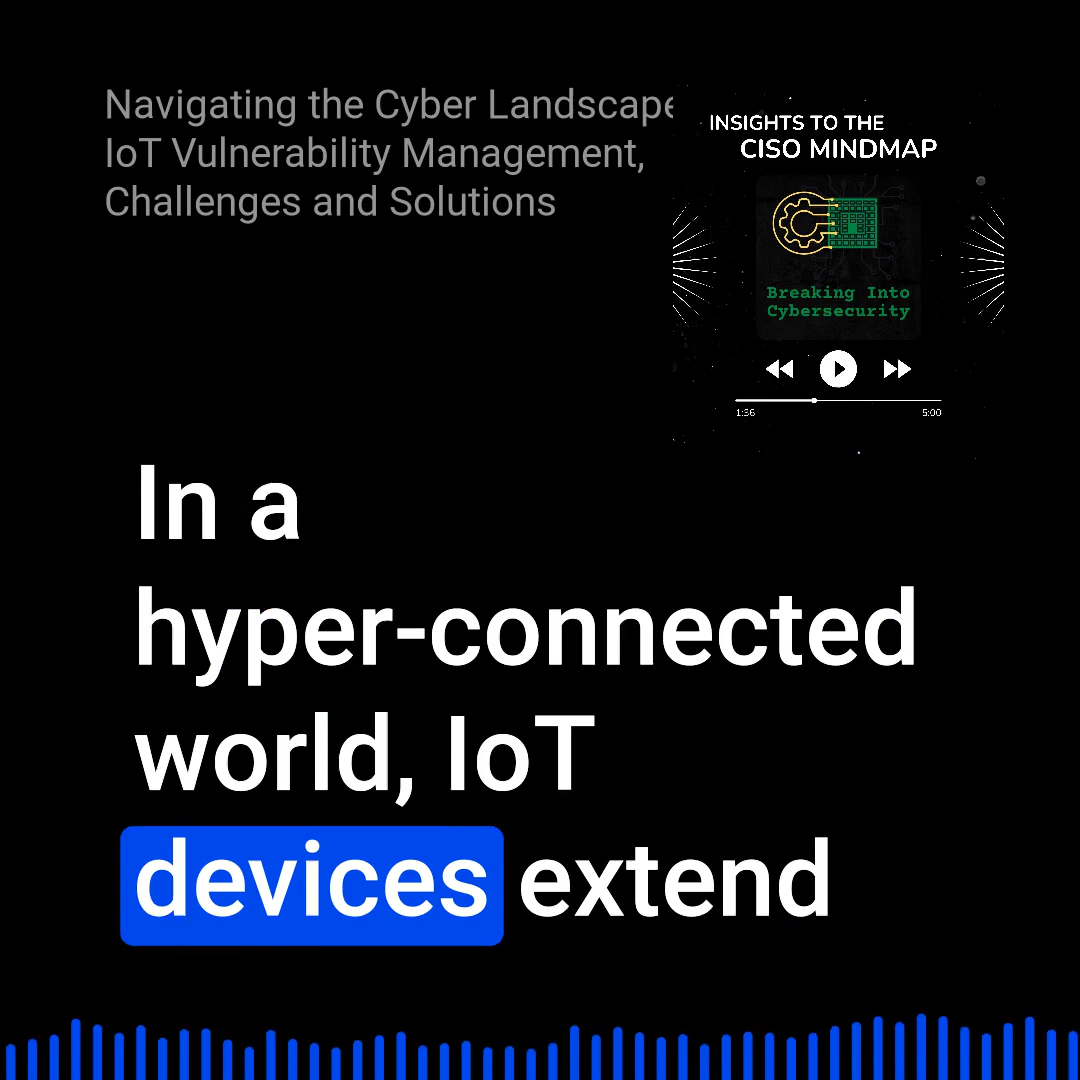 Navigating the Cyber Landscape
IoT Vulnerability Management,
Challenges and Solutions
INSIGHTS TO THE
CISO MINDMAP
Breaking Into
Cybersecurity
1:36
5:00
In a
hyper-connected
world, IoT
devices extend